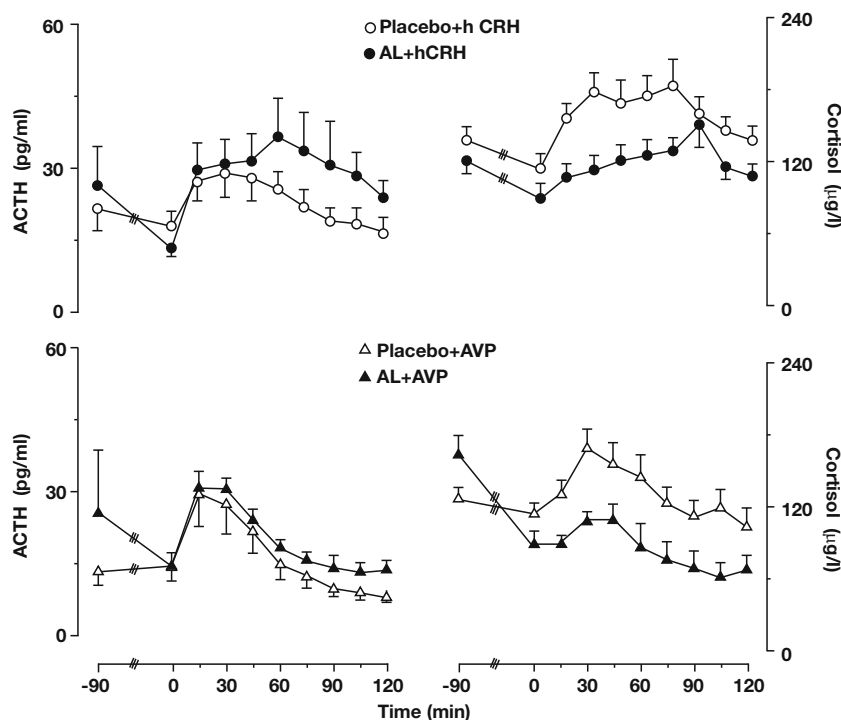 60
30
0
ACTH (pg/ml)
Placebo+h CRH
AL+hCRH
240
120
0
Cortisol (µg/l)
60
30
0
ACTH (pg/ml)
Placebo+AVP
AL+AVP
240
120
0
Cortisol (µg/l)
-90 0 30 60 90 120
-90 0 30 60 90 120
Time (min)